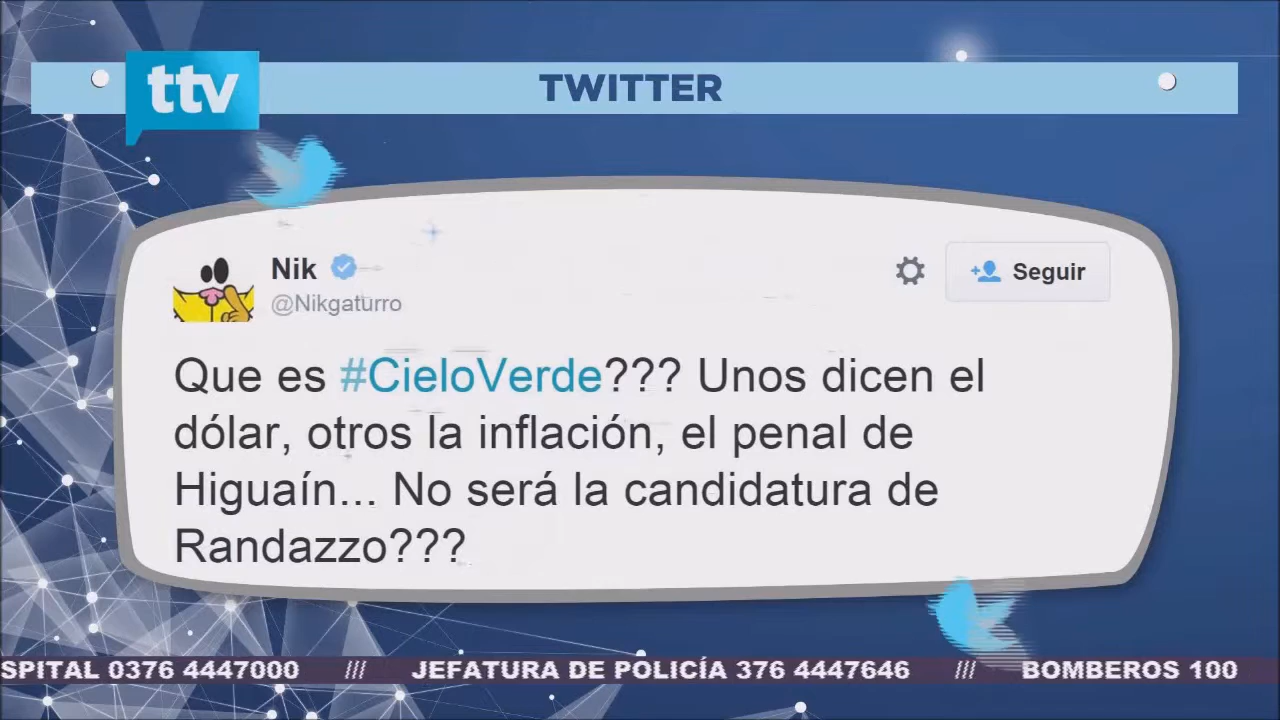 ttv
TWITTER
Nik
@Nikgaturro
Seguir
Que es #CieloVerde??? Unos dicen el
dólar, otros la inflación, el penal de
Higuaín... No será la candidatura de
Randazzo???
SPITAL 0376 4447000 /// JEFATURA DE POLICÍA 376 4447646 /// BOMBEROS 100